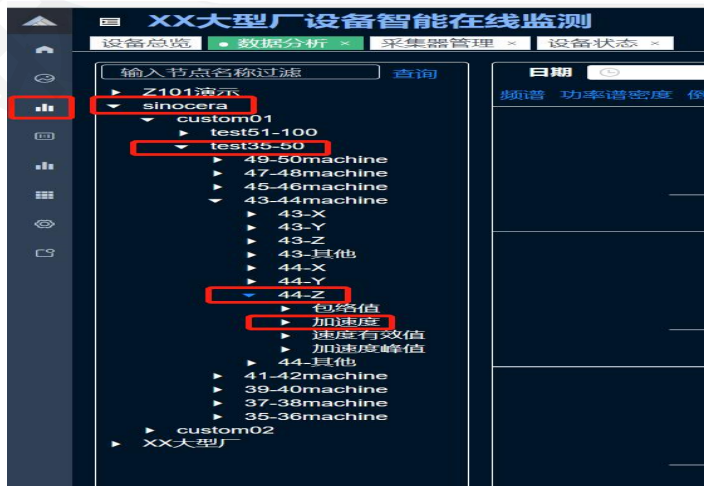 XX大型厂设备智能在线监测
设备总览 数据分析 × 采集器管理 × 设备状态 ×
输入节点名称过滤 查询 日期
频谱 功率谱密度 倒
Z101演示
sinocera
custom01
test51-100
test35-50
49-50machine
47-48machine
45-46machine
43-44machine
43-X
43-Y
43-Z
43-其他
44-X
44-Y
44-Z
包络值
加速度
速度有效值
加速度峰值
44-其他
41-42machine
39-40machine
37-38machine
35-36machine
custom02
XX大型厂